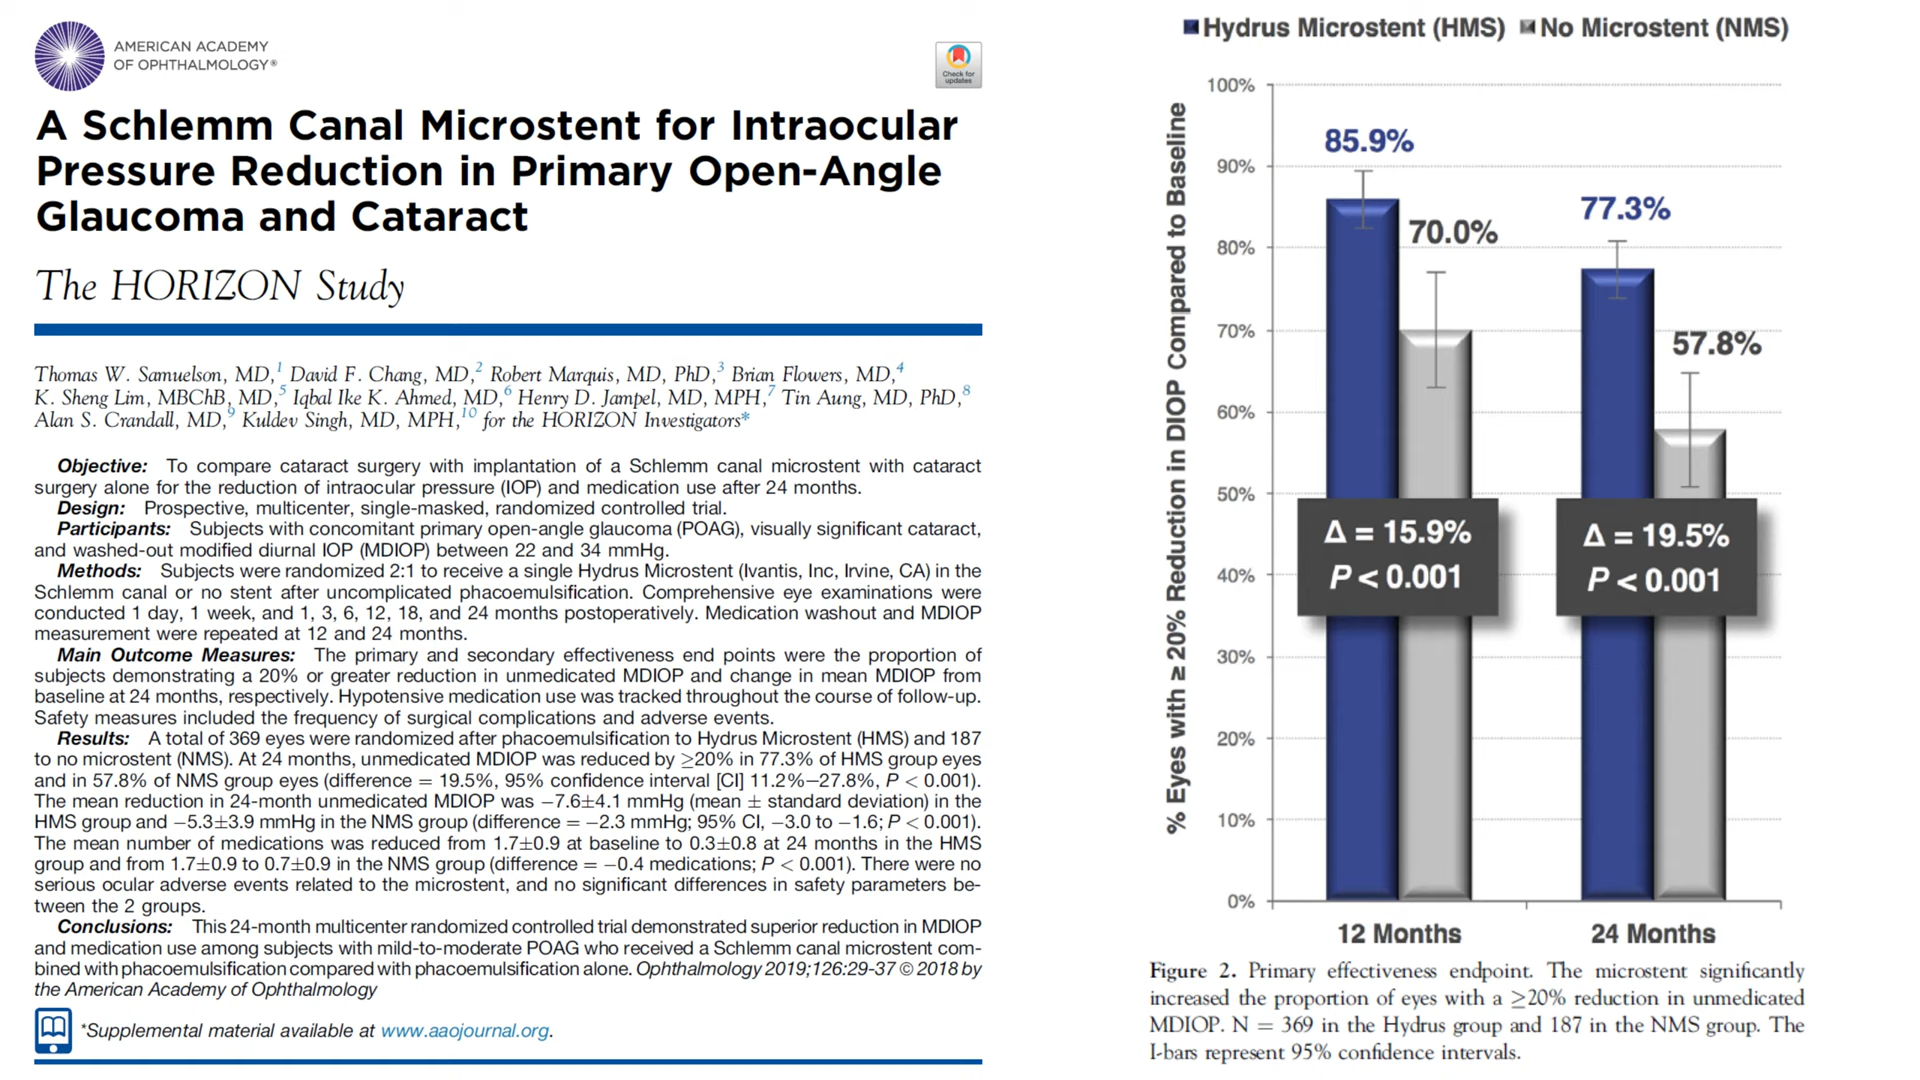 AMERICAN ACADEMY
OF OPHTHALMOLOGY®
Check for
updates
A Schlemm Canal Microstent for Intraocular
Pressure Reduction in Primary Open-Angle
Glaucoma and Cataract
The HORIZON Study
Thomas W. Samuelson, MD,1 David F. Chang, MD,2 Robert Marquis, MD, PhD,3 Brian Flowers, MD,4
K. Sheng Lim, MBChB, MD,5 Iqbal Ike K. Ahmed, MD,6 Henry D. Jampel, MD, MPH,7 Tin Aung, MD, PhD,8
Alan S. Crandall, MD,9 Kuldev Singh, MD, MPH,10 for the HORIZON Investigators*
Objective: To compare cataract surgery with implantation of a Schlemm canal microstent with cataract
surgery alone for the reduction of intraocular pressure (IOP) and medication use after 24 months.
Design: Prospective, multicenter, single-masked, randomized controlled trial.
Participants: Subjects with concomitant primary open-angle glaucoma (POAG), visually significant cataract,
and washed-out modified diurnal IOP (MDIOP) between 22 and 34 mmHg.
Methods: Subjects were randomized 2:1 to receive a single Hydrus Microstent (Ivantis, Inc, Irvine, CA) in the
Schlemm canal or no stent after uncomplicated phacoemulsification. Comprehensive eye examinations were
conducted 1 day, 1 week, and 1, 3, 6, 12, 18, and 24 months postoperatively. Medication washout and MDIOP
measurement were repeated at 12 and 24 months.
Main Outcome Measures: The primary and secondary effectiveness end points were the proportion of
subjects demonstrating a 20% or greater reduction in unmedicated MDIOP and change in mean MDIOP from
baseline at 24 months, respectively. Hypotensive medication use was tracked throughout the course of follow-up.
Safety measures included the frequency of surgical complications and adverse events.
Results: A total of 369 eyes were randomized after phacoemulsification to Hydrus Microstent (HMS) and 187
to no microstent (NMS). At 24 months, unmedicated MDIOP was reduced by ≥20% in 77.3% of HMS group eyes
and in 57.8% of NMS group eyes (difference = 19.5%, 95% confidence interval [CI] 11.2%–27.8%, P < 0.001).
The mean reduction in 24-month unmedicated MDIOP was −7.6±4.1 mmHg (mean ± standard deviation) in the
HMS group and −5.3±3.9 mmHg in the NMS group (difference = −2.3 mmHg; 95% CI, −3.0 to −1.6; P < 0.001).
The mean number of medications was reduced from 1.7±0.9 at baseline to 0.3±0.8 at 24 months in the HMS
group and from 1.7±0.9 to 0.7±0.9 in the NMS group (difference = −0.4 medications; P < 0.001). There were no
serious ocular adverse events related to the microstent, and no significant differences in safety parameters be-
tween the 2 groups.
Conclusions: This 24-month multicenter randomized controlled trial demonstrated superior reduction in MDIOP
and medication use among subjects with mild-to-moderate POAG who received a Schlemm canal microstent com-
bined with phacoemulsification compared with phacoemulsification alone. Ophthalmology 2019;126:29-37 © 2018 by
the American Academy of Ophthalmology
*Supplemental material available at www.aaojournal.org.
Hydrus Microstent (HMS) No Microstent (NMS)
% Eyes with ≥ 20% Reduction in DIOP Compared to Baseline
100%
90%
80%
70%
60%
50%
40%
30%
20%
10%
0%
85.9%
70.0%
77.3%
57.8%
Δ = 15.9%
P < 0.001
Δ = 19.5%
P < 0.001
12 Months
24 Months
Figure 2. Primary effectiveness endpoint. The microstent significantly
increased the proportion of eyes with a ≥20% reduction in unmedicated
MDIOP. N = 369 in the Hydrus group and 187 in the NMS group. The
I-bars represent 95% confidence intervals.